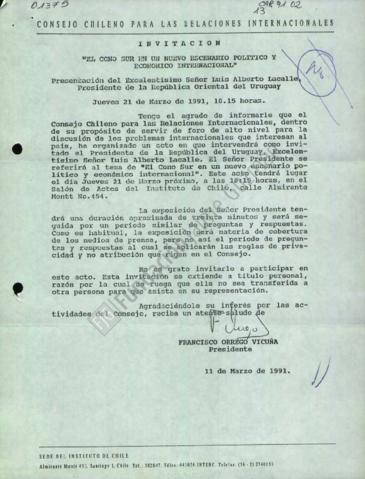 01375
CONSEJO CHILENO PARA LAS RELACIONES INTERNACIONALES
I N V I T A C I O N
"EL CONO SUR EN UN NUEVO ESCENARIO POLITICO Y
ECONOMICO INTERNACIONAL"
Presentación del Excelentísimo Señor Luis Alberto Lacalle,
Presidente de la República Oriental del Uruguay
Jueves 21 de Marzo de 1991, 18.15 horas.
Tengo el agrado de informarle que el
Consejo Chileno para las Relaciones Internacionales, dentro
de su propósito de servir de foro de alto nivel para la
discusión de los problemas internacionales que interesan al
país, ha organizado un acto en que intervendrá como invi-
tado el Presidente de la República del Uruguay, Excelen-
tísimo Señor Luis Alberto Lacalle. El Señor Presidente se
referirá al tema de "El Cono Sur en un nuevo escenario polí-
tico y económico internacional". Este acto tendrá lugar
el día Jueves 21 de Marzo próximo, a las 18:15 horas, en el
Salón de Actos del Instituto de Chile, calle Almirante
Montt No.454.
La exposición del Señor Presidente ten-
drá una duración aproximada de treinta minutos y será se-
guida por un período similar de preguntas y respuestas.
Como es habitual, la exposición será materia de cobertura
de los medios de prensa, pero no así el período de pregun-
tas y respuestas al cual se aplicarán las reglas de priva-
cidad y no atribución que rigen en el Consejo.
Me es grato invitarle a participar en
este acto. Esta invitación se extiende a título personal,
razón por la cual se ruega que ella no sea transferida a
otra persona para que asista en su representación.
Agradeciéndole su interés por las ac-
tividades del Consejo, reciba un atento saludo de
FRANCISCO ORREGO VICUÑA
Presidente
11 de Marzo de 1991.
SEDE DEL INSTITUTO DE CHILE